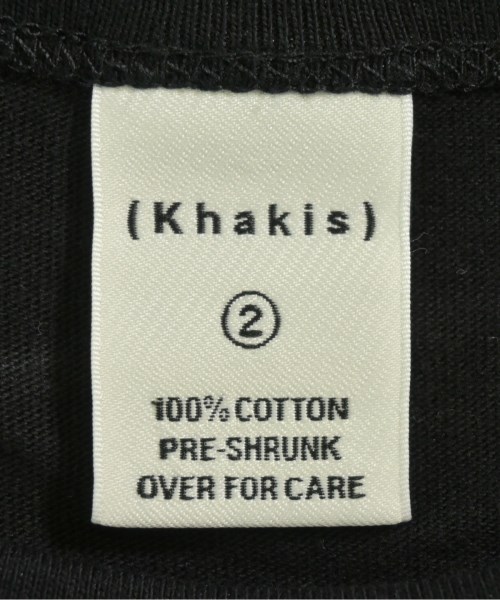 (Khakis)
②
100% COTTON
PRE-SHRUNK
OVER FOR CARE